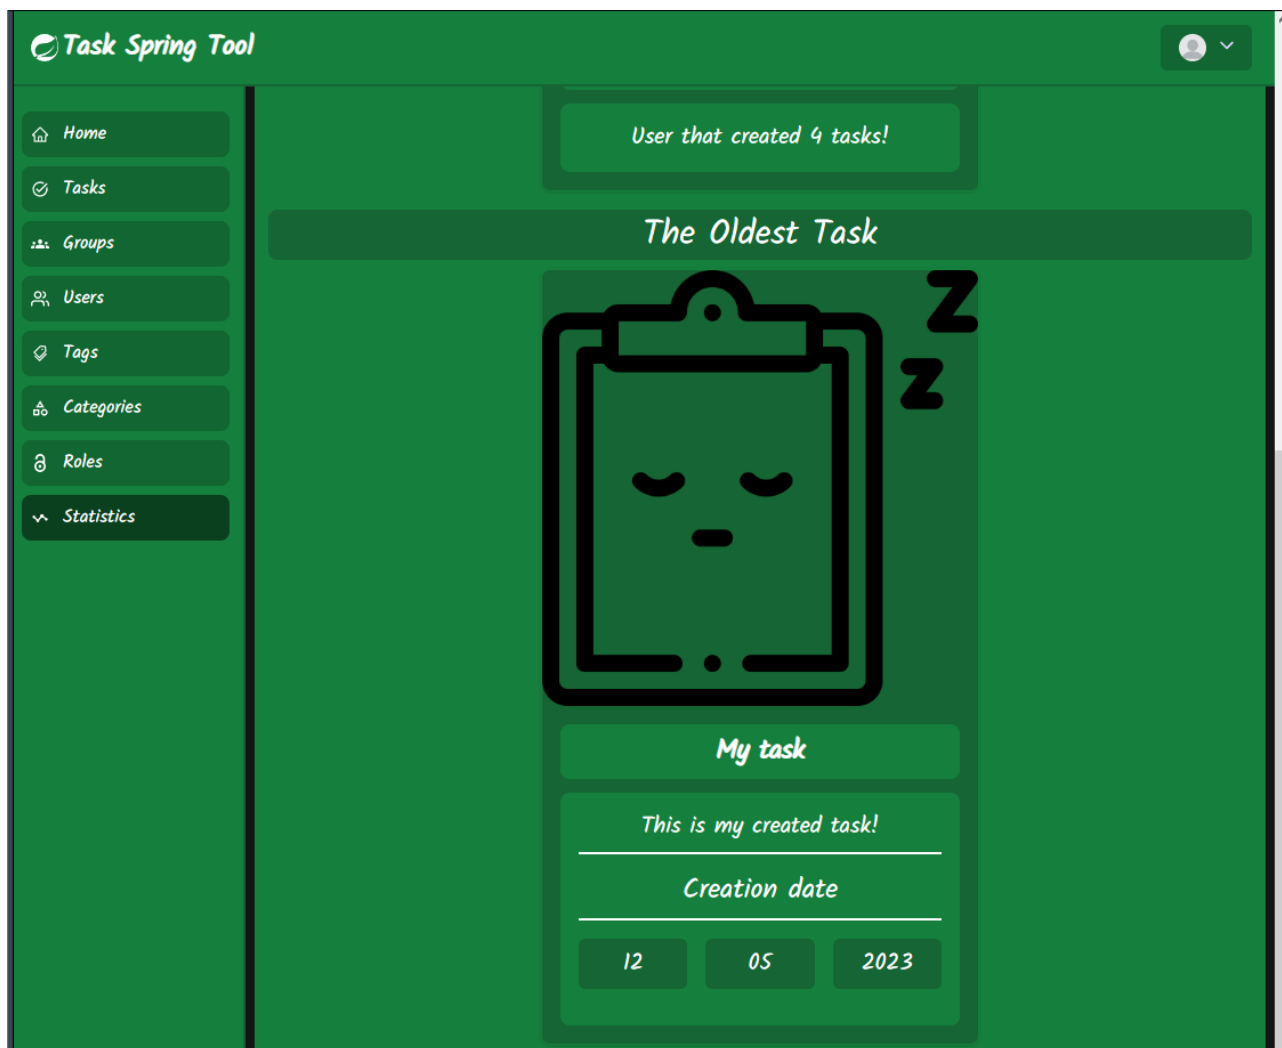 Task Spring Tool
Home
Tasks
Groups
Users
Tags
Categories
Roles
Statistics
User that created 4 tasks!
The Oldest Task
Z
Z
My task
This is my created task!
Creation date
12 05 2023